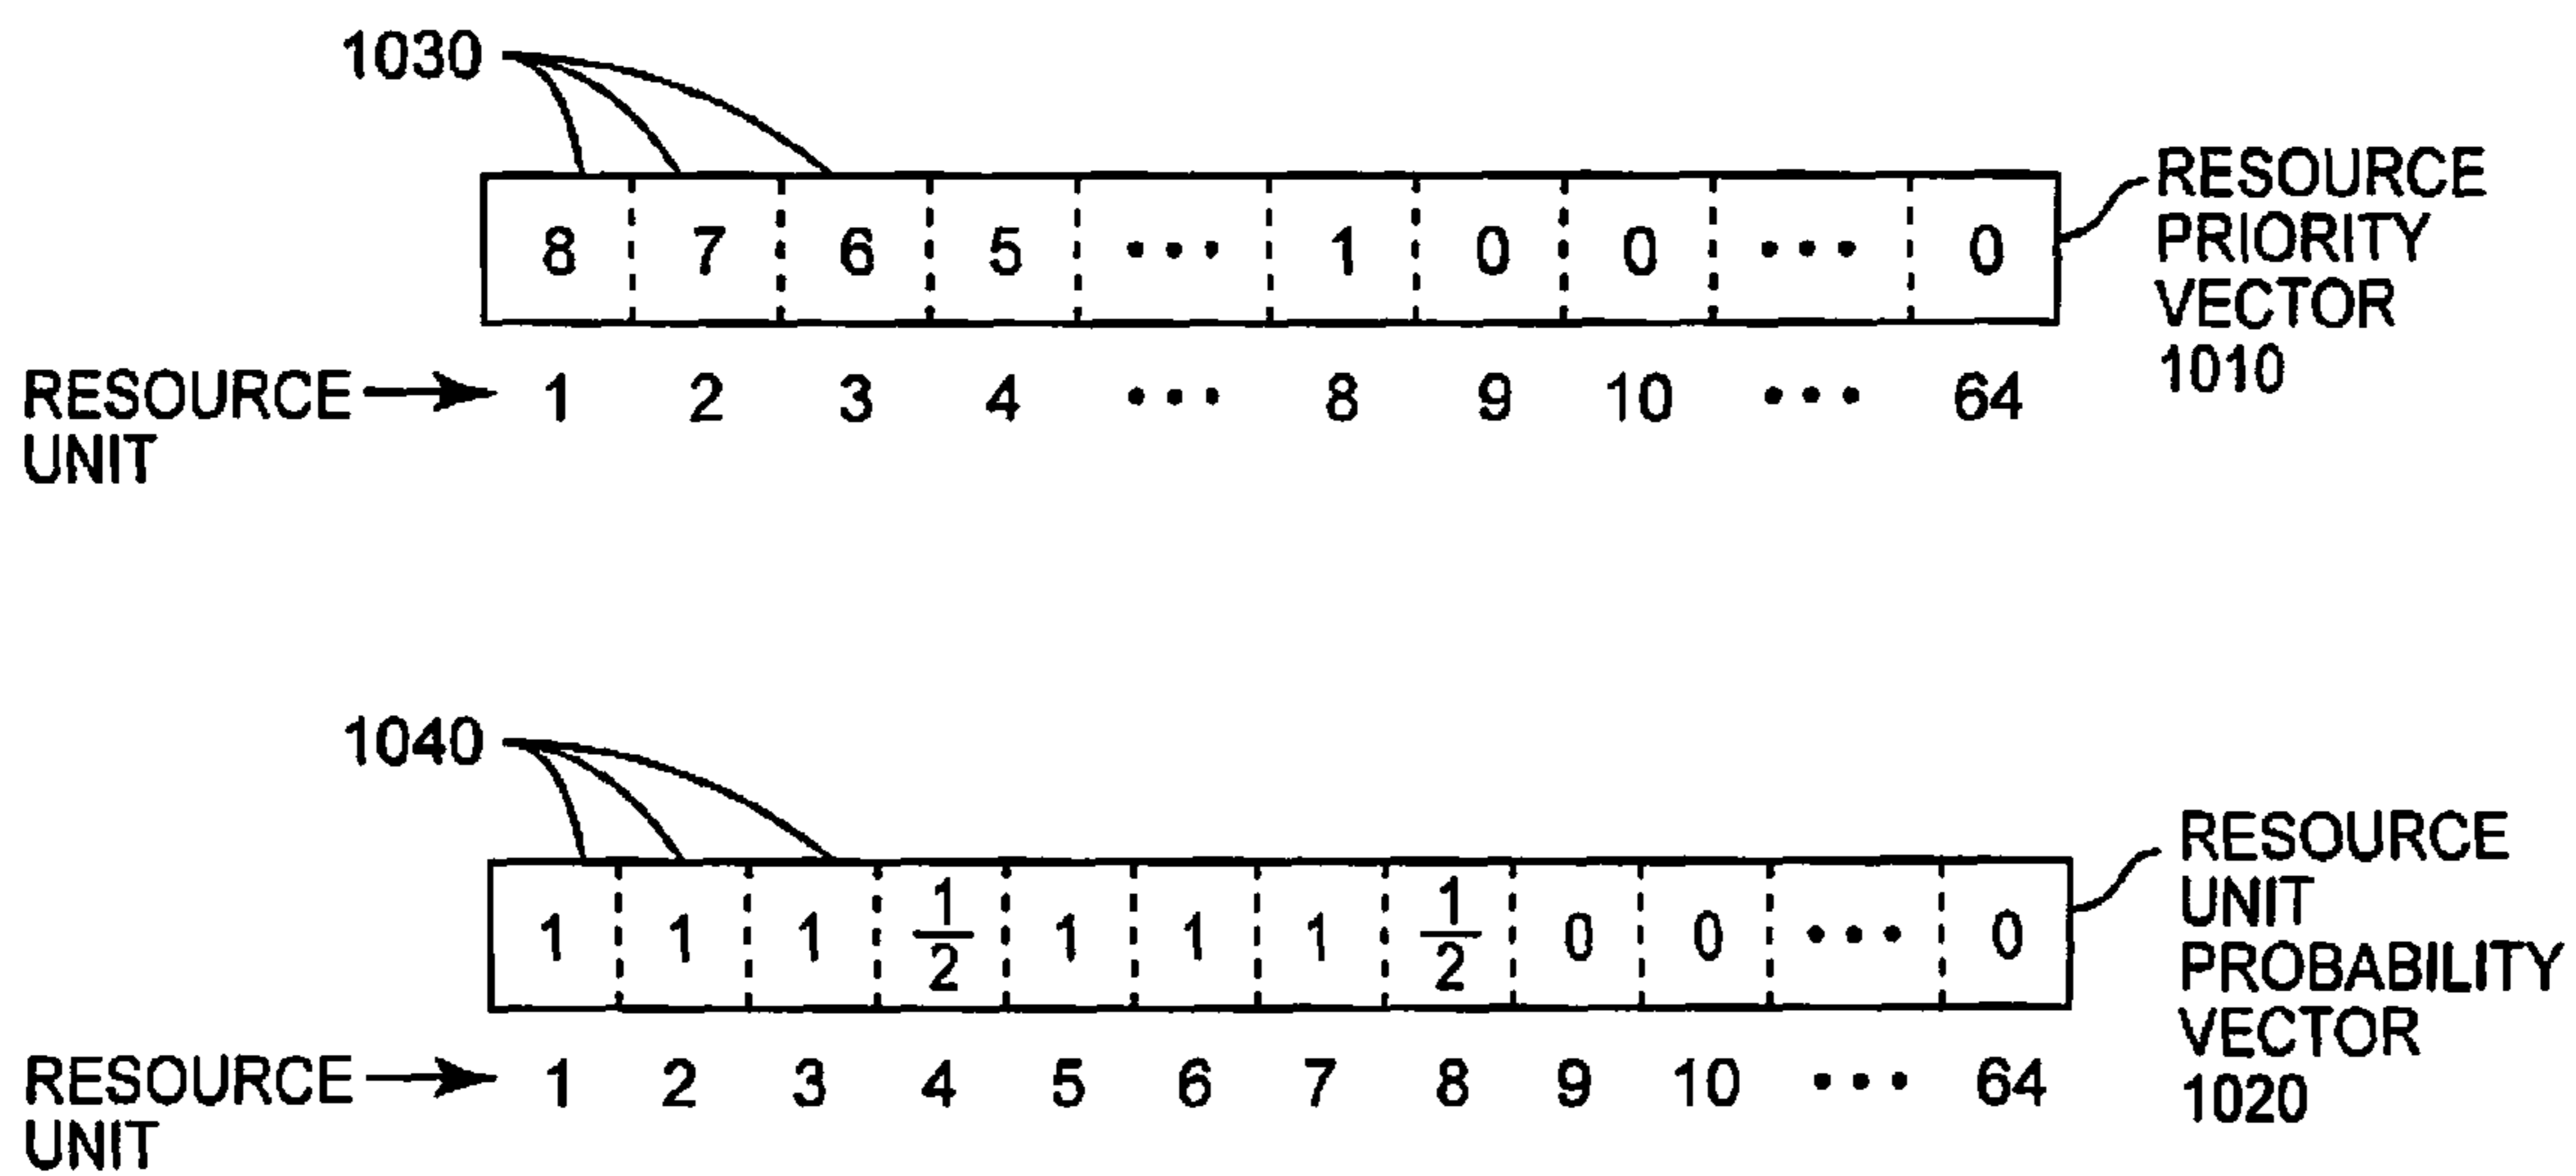 1030
8 7 6 5 ... 1 0 0 ... 0
RESOURCE
PRIORITY
VECTOR
1010
RESOURCE
UNIT
1 2 3 4 ... 8 9 10 ... 64
1040
1 1 1 1/2 1 1 1 1/2 0 0 ... 0
RESOURCE
UNIT
PROBABILITY
VECTOR
1020
RESOURCE
UNIT
1 2 3 4 5 6 7 8 9 10 ... 64